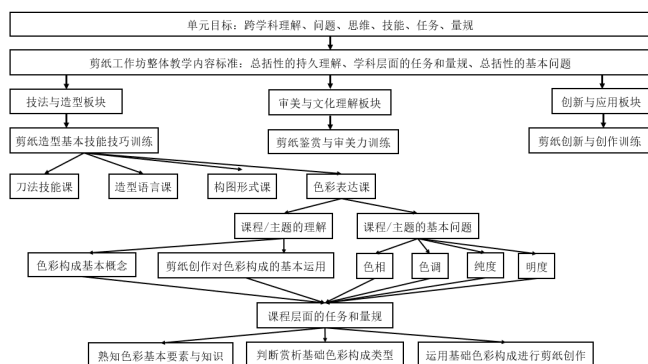 单元目标：跨学科理解、问题、思维、技能、任务、量规
剪纸工作坊整体教学内容标准：总括性的持久理解、学科层面的任务和量规、总括性的基本问题
技法与造型板块
审美与文化理解板块
创新与应用板块
剪纸造型基本技能技巧训练
剪纸鉴赏与审美力训练
剪纸创新与创作训练
刀法技能课
造型语言课
构图形式课
色彩表达课
课程/主题的理解
课程/主题的基本问题
色彩构成基本概念
剪纸创作对色彩构成的基本运用
色相
色调
纯度
明度
课程层面的任务和量规
熟知色彩基本要素与知识
判断赏析基础色彩构成类型
运用基础色彩构成进行剪纸创作